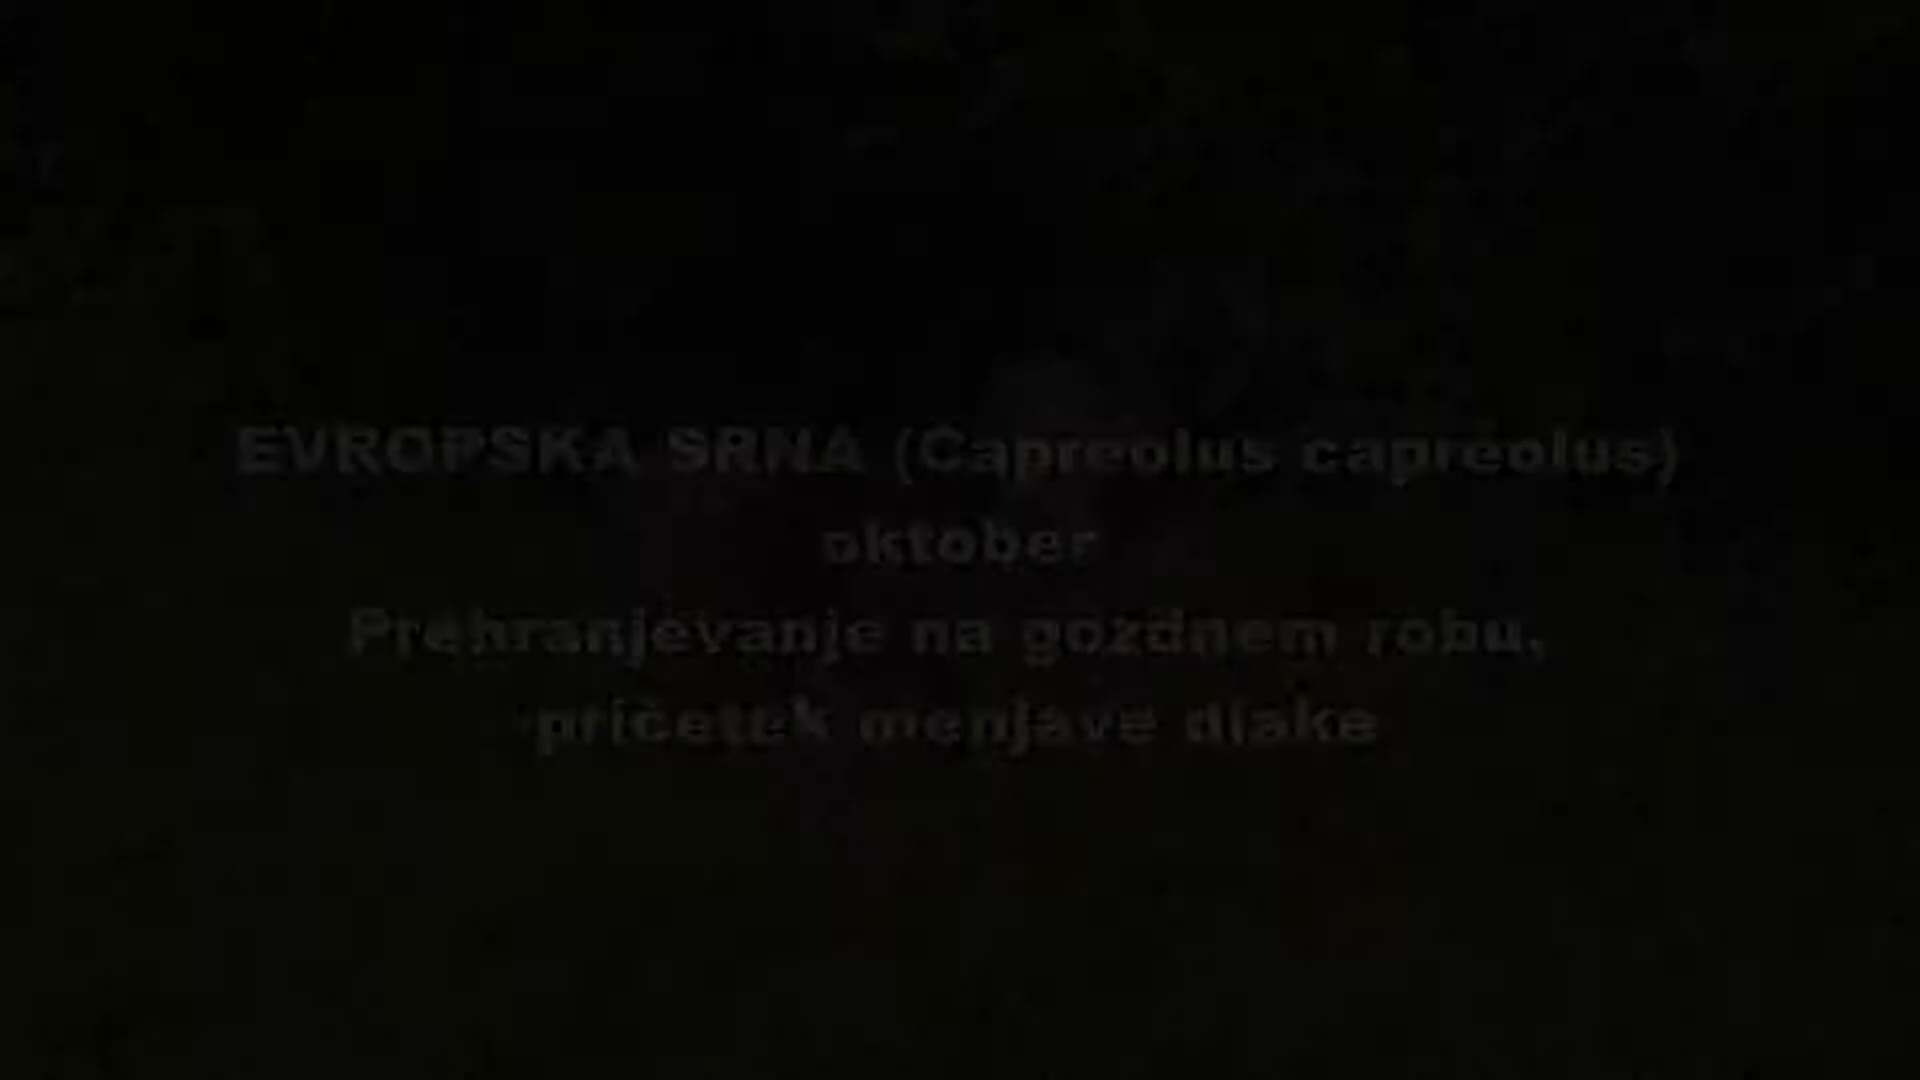 EVROPSKA SRNA (Capreolus capreolus)
oktober
Prehranjevanje na gozdnem robu,
pričetek menjave dlake